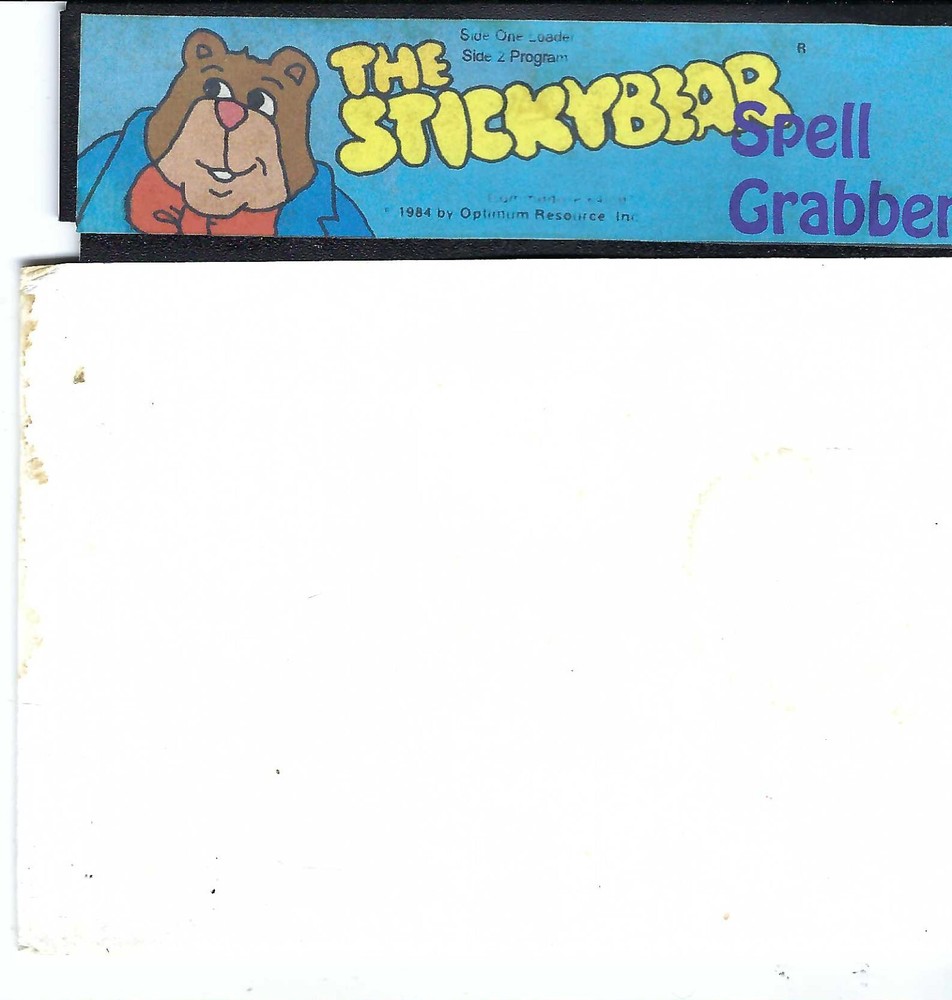 Side One Loader
Side 2 Program
R
THE
STICKYBEAR
Spell
Grabber
1984 by Optimum Resource Inc